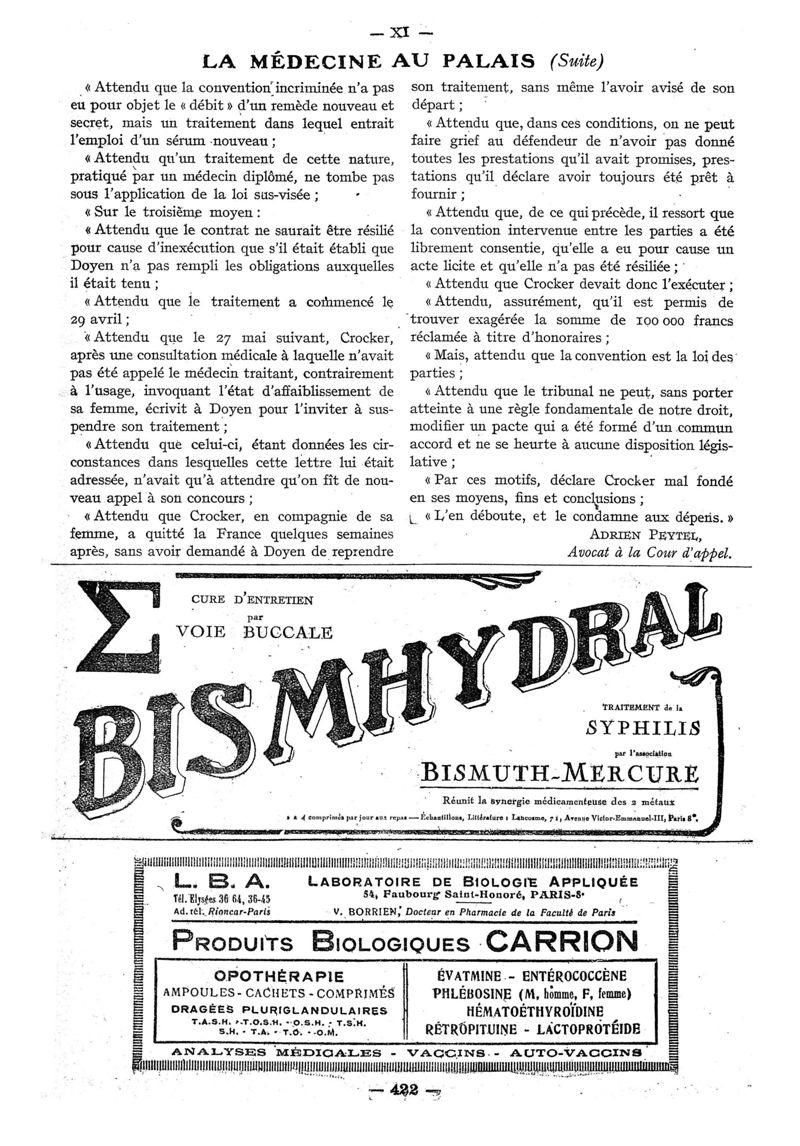 — XI —
LA MÉDECINE AU PALAIS (Suite)
« Attendu que la convention incriminée n'a pas
eu pour objet le « débit » d'un remède nouveau et
secret, mais un traitement dans lequel entrait
l'emploi d'un sérum nouveau ;
« Attendu qu'un traitement de cette nature,
pratiqué par un médecin diplômé, ne tombe pas
sous l'application de la loi sus-visée ;
« Sur le troisième moyen :
« Attendu que le contrat ne saurait être résilié
pour cause d'inexécution que s'il était établi que
Doyen n'a pas rempli les obligations auxquelles
il était tenu ;
« Attendu que le traitement a commencé le
29 avril ;
« Attendu que le 27 mai suivant, Crocker,
après une consultation médicale à laquelle n'avait
pas été appelé le médecin traitant, contrairement
à l'usage, invoquant l'état d'affaiblissement de
sa femme, écrivit à Doyen pour l'inviter à sus-
pendre son traitement ;
« Attendu que celui-ci, étant données les cir-
constances dans lesquelles cette lettre lui était
adressée, n'avait qu'à attendre qu'on fît de nou-
veau appel à son concours ;
« Attendu que Crocker, en compagnie de sa
femme, a quitté la France quelques semaines
après, sans avoir demandé à Doyen de reprendre
son traitement, sans même l'avoir avisé de son
départ ;
« Attendu que, dans ces conditions, on ne peut
faire grief au défendeur de n'avoir pas donné
toutes les prestations qu'il avait promises, pres-
tations qu'il déclare avoir toujours été prêt à
fournir ;
« Attendu que, de ce qui précède, il ressort que
la convention intervenue entre les parties a été
librement consentie, qu'elle a eu pour cause un
acte licite et qu'elle n'a pas été résiliée ;
« Attendu que Crocker devait donc l'exécuter ;
« Attendu, assurément, qu'il est permis de
trouver exagérée la somme de 100 000 francs
réclamée à titre d'honoraires ;
« Mais, attendu que la convention est la loi des
parties ;
« Attendu que le tribunal ne peut, sans porter
atteinte à une règle fondamentale de notre droit,
modifier un pacte qui a été formé d'un commun
accord et ne se heurte à aucune disposition légis-
lative ;
« Par ces motifs, déclare Crocker mal fondé
en ses moyens, fins et conclusions ;
« L'en déboute, et le condamne aux dépens. »
ADRIEN PEYTEL,
Avocat à la Cour d'appel.
Σ
CURE D'ENTRETIEN
par
VOIE BUCCALE
BISMHYDRAL
TRAITEMENT de la
SYPHILIS
par l'association
BISMUTH-MERCURE
Réunit la synergie médicamenteuse des 2 métaux
2 à 4 comprimés par jour aux repas — Échantillons, Littérature : Lancosme, 71, Avenue Victor-Emmanuel-III, Paris 8e.
L. B. A.
Tél. Elysées 36 64, 36-45
Ad. tél. Rioncar-Paris
LABORATOIRE DE BIOLOGIE APPLIQUÉE
54, Faubourg Saint-Honoré, PARIS-8e
V. BORRIEN, Docteur en Pharmacie de la Faculté de Paris
PRODUITS BIOLOGIQUES CARRION
OPOTHÉRAPIE
AMPOULES - CACHETS - COMPRIMÉS
DRAGÉES PLURIGLANDULAIRES
T.A.S.H. - T.O.S.H. - O.S.H. - T.S.H.
S.H. - T.A. - T.O. - O.M.
ÉVATMINE - ENTÉROCOCCÈNE
PHLÉBOSINE (M, homme, F, femme)
HÉMATOÉTHYROÏDINE
RÉTROPITUINE - LACTOPROTÉIDE
ANALYSES MÉDICALES - VACCINS - AUTO-VACCINS
— 422 —